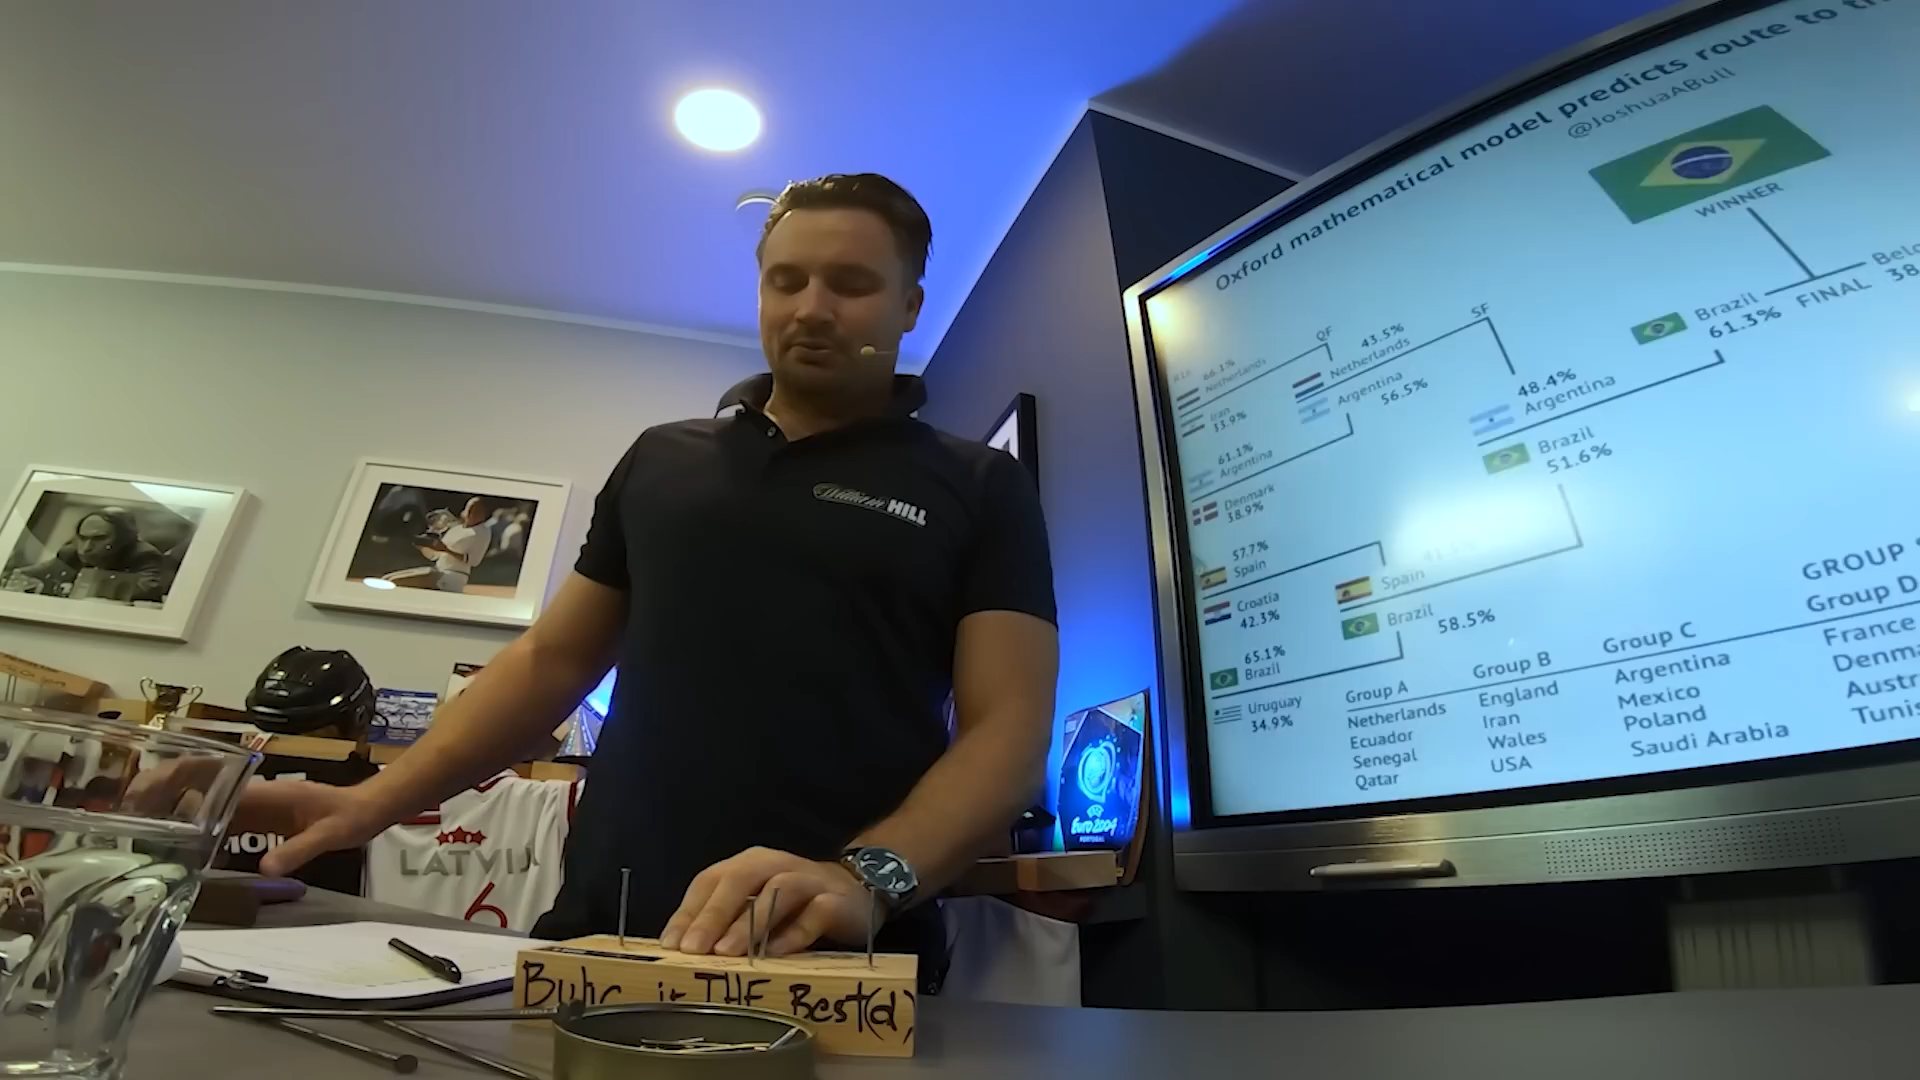 Oxford mathematical model predicts route to
@JoshuaABull
WINNER
FINAL
Brazil
61.3%
SF
48.4%
Argentina
Brazil
51.6%
QF
43.5%
Netherlands
Argentina
56.5%
66.1%
Netherlands
Iran
33.9%
61.1%
Argentina
Denmark
38.9%
57.7%
Spain
Croatia
42.3%
Spain
Brazil
58.5%
65.1%
Brazil
Uruguay
34.9%
Group A
Netherlands
Ecuador
Senegal
Qatar
Group B
England
Iran
Wales
USA
Group C
Argentina
Mexico
Poland
Saudi Arabia
GROUP
Group D
France
William HILL
LATVIJ
6
EURO 2004
PORTUGAL
THE Best(d)